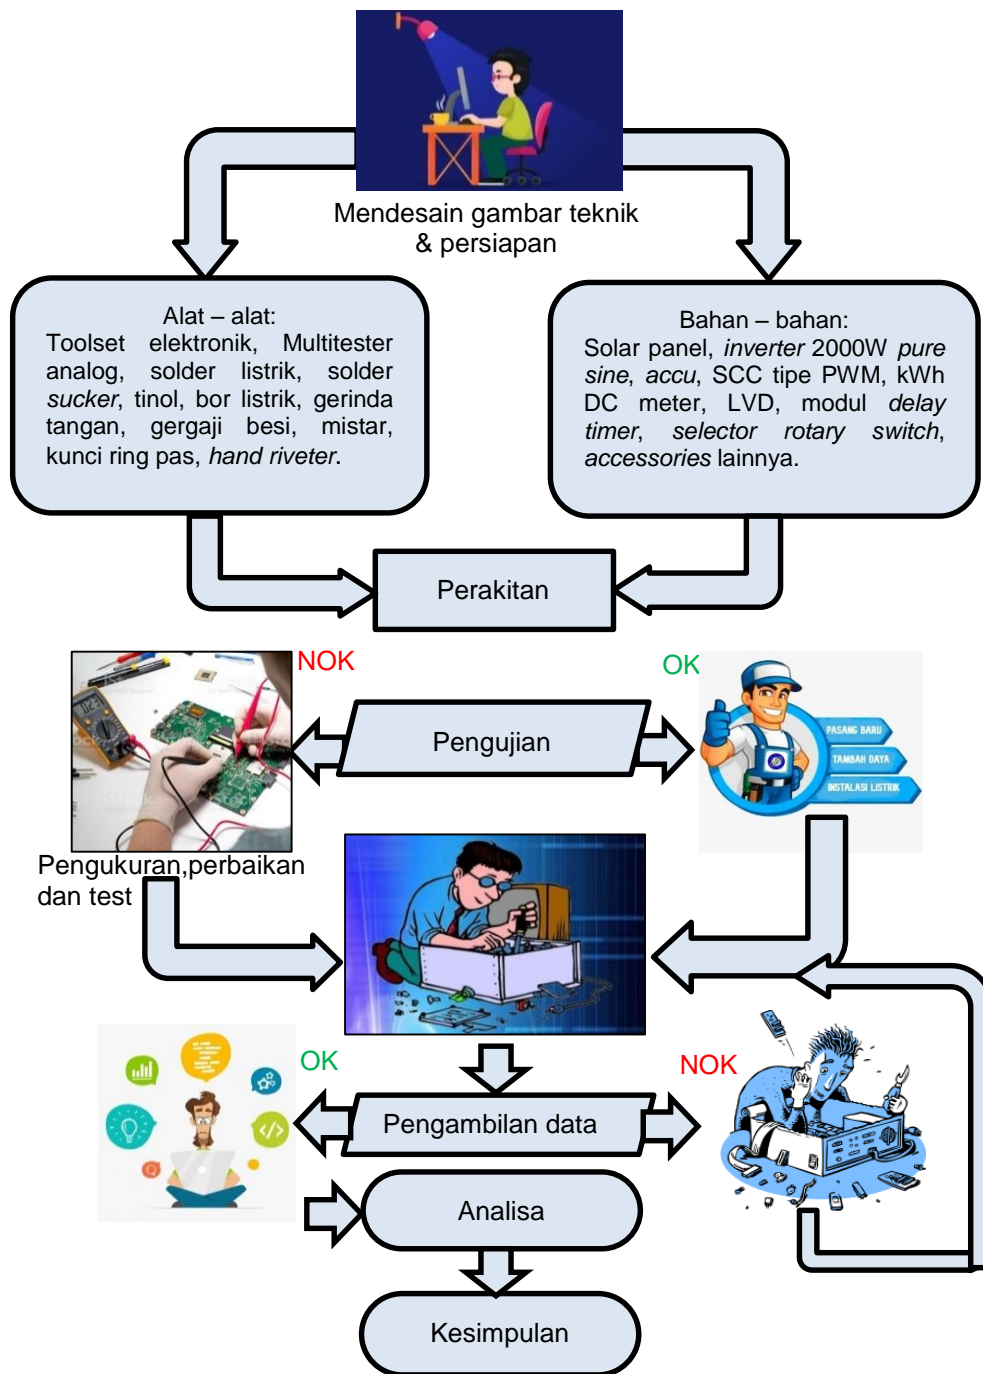 Mendesain gambar teknik
& persiapan
Alat – alat:
Toolset elektronik, Multitester
analog, solder listrik, solder
sucker, tinol, bor listrik, gerinda
tangan, gergaji besi, mistar,
kunci ring pas, hand riveter.
Bahan – bahan:
Solar panel, inverter 2000W pure
sine, accu, SCC tipe PWM, kWh
DC meter, LVD, modul delay
timer, selector rotary switch,
accessories lainnya.
Perakitan
NOK
OK
Pengujian
PASANG BARU
TAMBAH DAYA
INSTALASI LISTRIK
iStock
Pengukuran,perbaikan
dan test
OK
NOK
Pengambilan data
Analisa
Kesimpulan